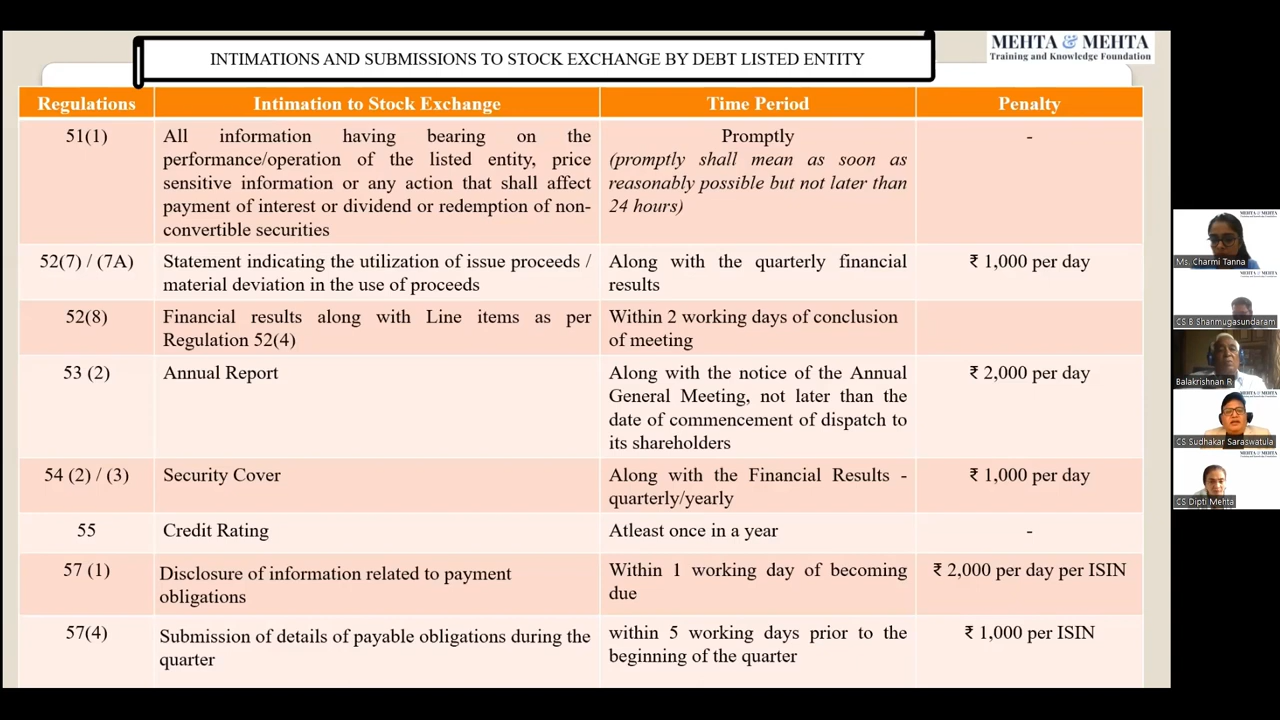 INTIMATIONS AND SUBMISSIONS TO STOCK EXCHANGE BY DEBT LISTED ENTITY
MEHTA & MEHTA
Training and Knowledge Foundation
Regulations Intimation to Stock Exchange Time Period Penalty
51(1) All information having bearing on the Promptly -
performance/operation of the listed entity, price (promptly shall mean as soon as
sensitive information or any action that shall affect reasonably possible but not later than
payment of interest or dividend or redemption of non- 24 hours)
convertible securities
52(7) / (7A) Statement indicating the utilization of issue proceeds / Along with the quarterly financial ₹ 1,000 per day
material deviation in the use of proceeds results
52(8) Financial results along with Line items as per Within 2 working days of conclusion
Regulation 52(4) of meeting
53 (2) Annual Report Along with the notice of the Annual ₹ 2,000 per day
General Meeting, not later than the
date of commencement of dispatch to
its shareholders
54 (2) / (3) Security Cover Along with the Financial Results - ₹ 1,000 per day
quarterly/yearly
55 Credit Rating Atleast once in a year -
57 (1) Disclosure of information related to payment Within 1 working day of becoming ₹ 2,000 per day per ISIN
obligations due
57(4) Submission of details of payable obligations during the within 5 working days prior to the ₹ 1,000 per ISIN
quarter beginning of the quarter
MEHTA & MEHTA
Ms. Charmi Tanna
MEHTA & MEHTA
CS B Shanmugasundaram
Balakrishnan R
MEHTA & MEHTA
CS Sudhakar Saraswatula
MEHTA & MEHTA
CS Dipti Mehta